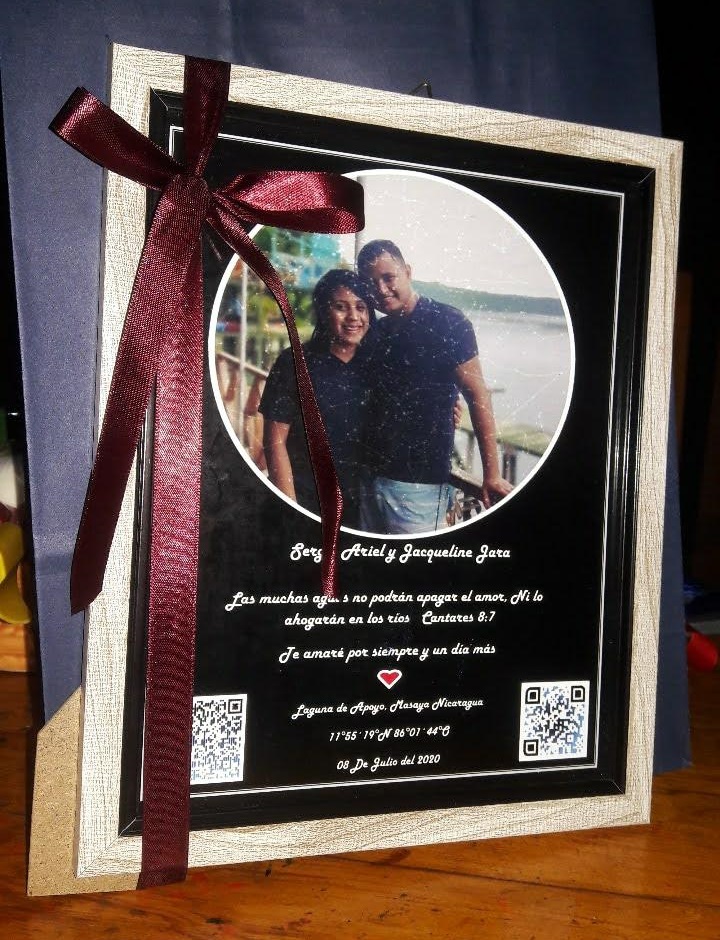 Ariel y Jacqueline Jara
Las muchas no podrán apagar el amor, Ni lo
ahogarán en los ríos Cantares 8:7
Te amaré por siempre y un día más
Laguna de Apoyo, Masaya Nicaragua
11°55´19"N 86°01´44"O
08 De Julio del 2020